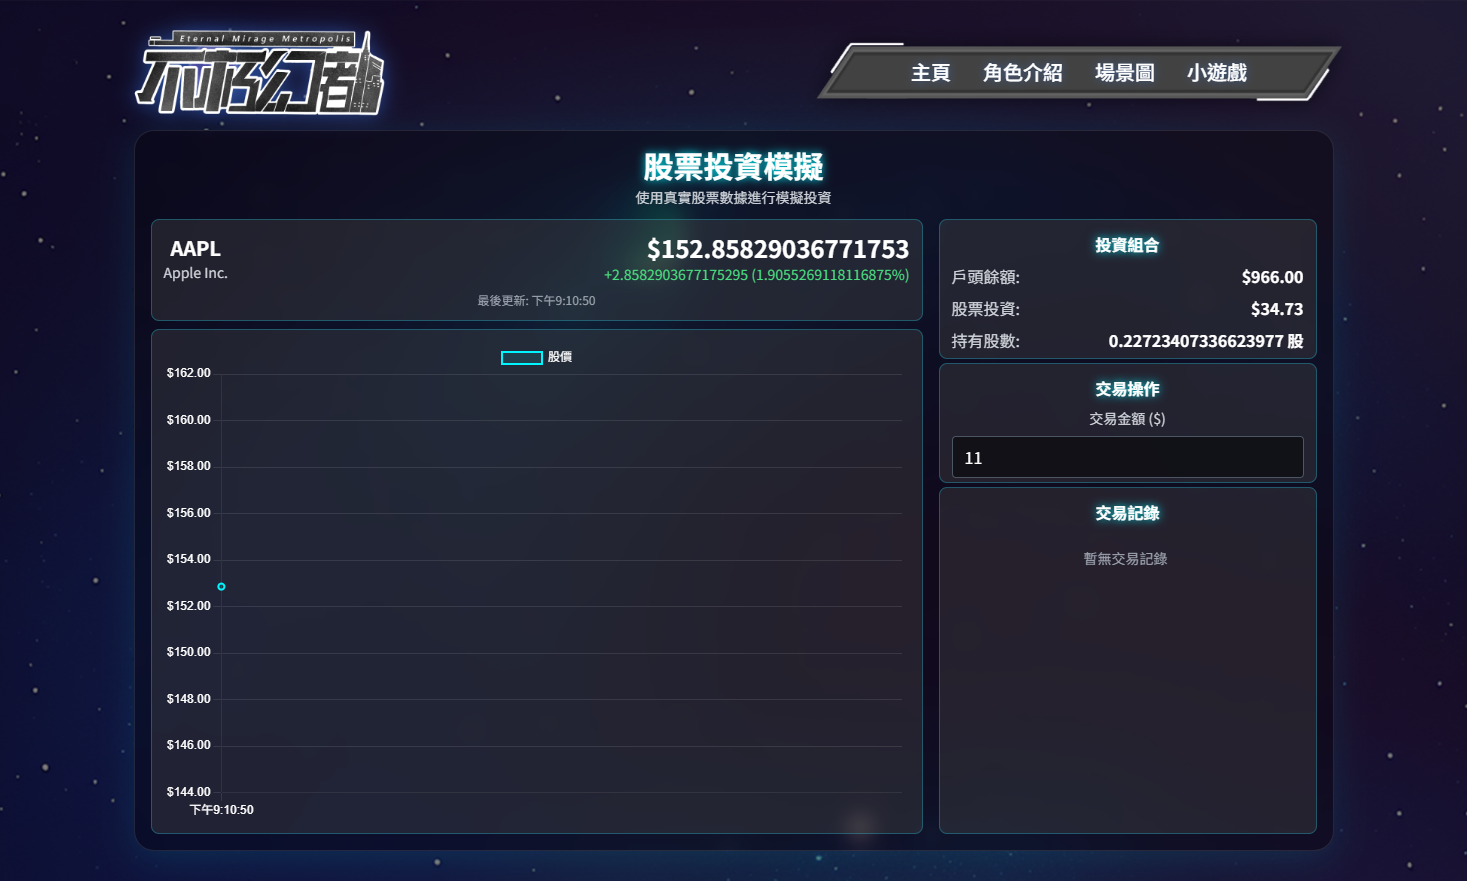 Eternal Mirage Metropolis
不朽幻都
主頁 角色介紹 場景圖 小遊戲
股票投資模擬
使用真實股票數據進行模擬投資
AAPL
Apple Inc.
$152.85829036771753
+2.8582903677175295 (1.9055269118116875%)
最後更新: 下午9:10:50
股價
$162.00
$160.00
$158.00
$156.00
$154.00
$152.00
$150.00
$148.00
$146.00
$144.00
下午9:10:50
投資組合
戶頭餘額: $966.00
股票投資: $34.73
持有股數: 0.22723407336623977 股
交易操作
交易金額 ($)
11
交易記錄
暫無交易記錄